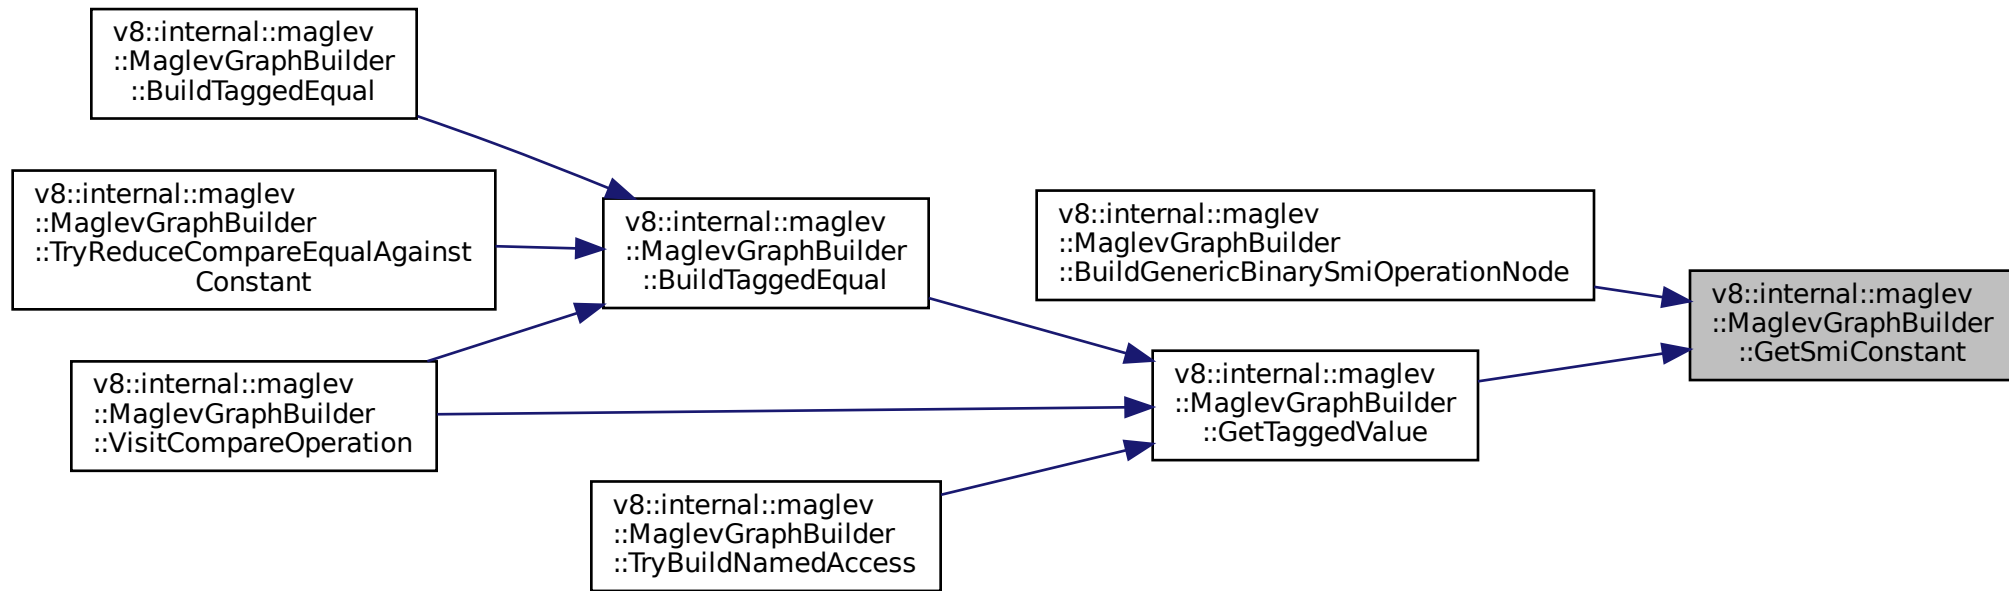 v8::internal::maglev
::MaglevGraphBuilder
::BuildTaggedEqual
v8::internal::maglev
::MaglevGraphBuilder
::TryReduceCompareEqualAgainst
Constant
v8::internal::maglev
::MaglevGraphBuilder
::VisitCompareOperation
v8::internal::maglev
::MaglevGraphBuilder
::BuildTaggedEqual
v8::internal::maglev
::MaglevGraphBuilder
::TryBuildNamedAccess
v8::internal::maglev
::MaglevGraphBuilder
::BuildGenericBinarySmiOperationNode
v8::internal::maglev
::MaglevGraphBuilder
::GetTaggedValue
v8::internal::maglev
::MaglevGraphBuilder
::GetSmiConstant